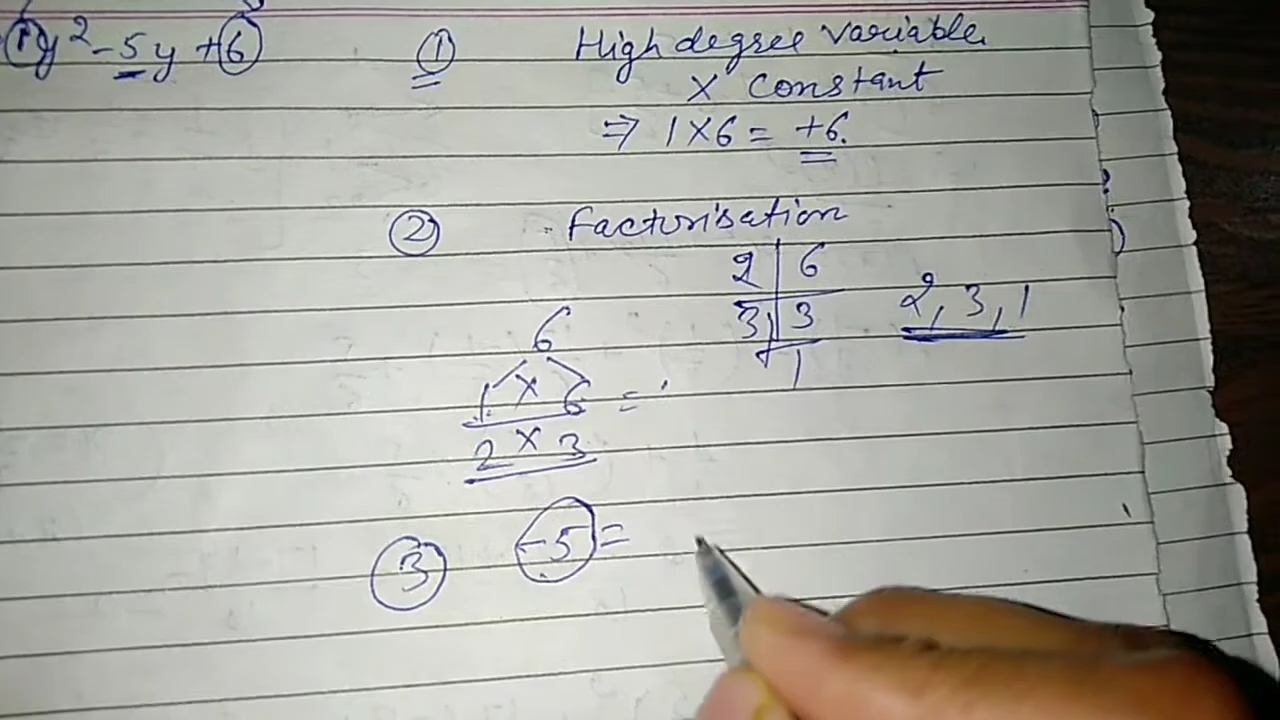 1y² - 5y + 6
① High degree variable
× constant
⇒ 1×6 = +6.
② Factorisation
2 | 6
3 | 3
1
2, 3, 1
6
1 × 6 =
2 × 3
③ -5 =